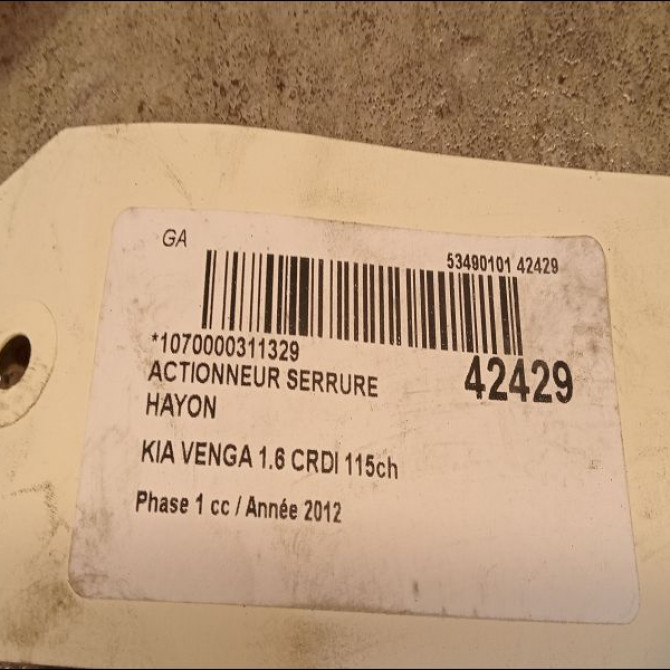 GA
53490101 42429
*1070000311329
42429
ACTIONNEUR SERRURE
HAYON
KIA VENGA 1.6 CRDI 115ch
Phase 1 cc / Année 2012